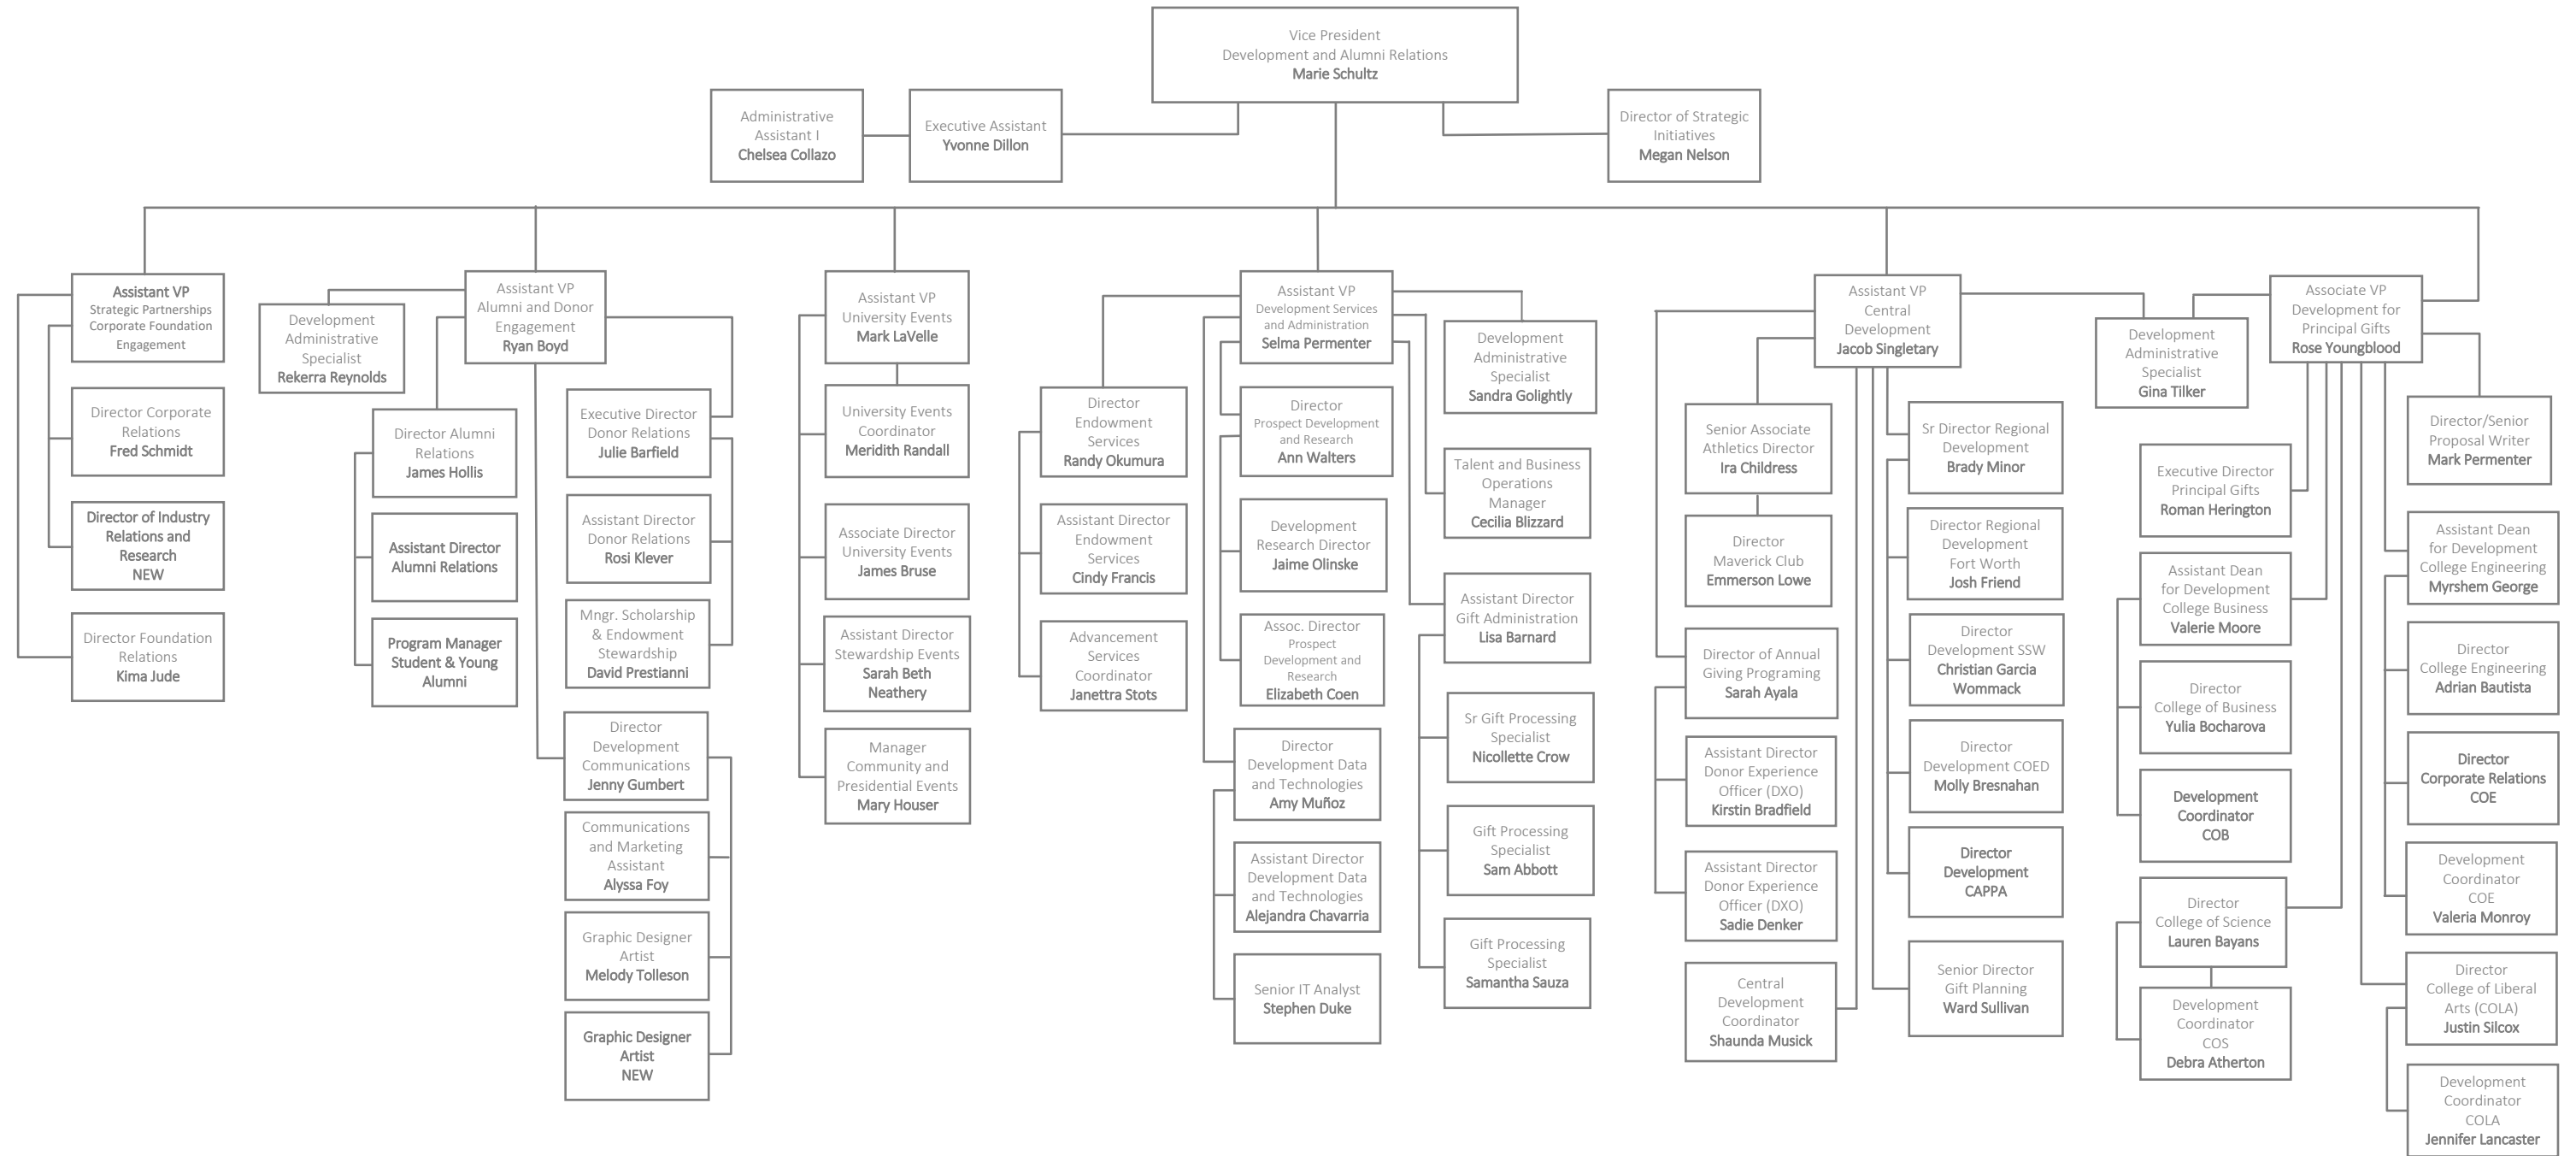 Vice President
Development and Alumni Relations
Marie Schultz
Administrative
Assistant I
Chelsea Collazo
Executive Assistant
Yvonne Dillon
Director of Strategic
Initiatives
Megan Nelson
Assistant VP
Strategic Partnerships
Corporate Foundation
Engagement
Director Corporate
Relations
Fred Schmidt
Director of Industry
Relations and
Research
NEW
Director Foundation
Relations
Kima Jude
Assistant VP
Alumni and Donor
Engagement
Ryan Boyd
Development
Administrative
Specialist
Rekerra Reynolds
Director Alumni
Relations
James Hollis
Assistant Director
Alumni Relations
Program Manager
Student & Young
Alumni
Executive Director
Donor Relations
Julie Barfield
Assistant Director
Donor Relations
Rosi Klever
Mngr. Scholarship
& Endowment
Stewardship
David Prestianni
Director
Development
Communications
Jenny Gumbert
Communications
and Marketing
Assistant
Alyssa Foy
Graphic Designer
Artist
Melody Tolleson
Graphic Designer
Artist
NEW
Assistant VP
University Events
Mark LaVelle
University Events
Coordinator
Meridith Randall
Associate Director
University Events
James Bruse
Assistant Director
Stewardship Events
Sarah Beth
Neathery
Manager
Community and
Presidential Events
Mary Houser
Assistant VP
Development Services
and Administration
Selma Permenter
Director
Endowment
Services
Randy Okumura
Assistant Director
Endowment
Services
Cindy Francis
Advancement
Services
Coordinator
Janettra Stots
Director
Prospect Development
and Research
Ann Walters
Development
Research Director
Jaime Olinske
Assoc. Director
Prospect
Development and
Research
Elizabeth Coen
Director
Development Data
and Technologies
Amy Muñoz
Assistant Director
Development Data
and Technologies
Alejandra Chavarria
Senior IT Analyst
Stephen Duke
Development
Administrative
Specialist
Sandra Golightly
Talent and Business
Operations
Manager
Cecilia Blizzard
Assistant Director
Gift Administration
Lisa Barnard
Sr Gift Processing
Specialist
Nicollette Crow
Gift Processing
Specialist
Sam Abbott
Gift Processing
Specialist
Samantha Sauza
Assistant VP
Central
Development
Jacob Singletary
Senior Associate
Athletics Director
Ira Childress
Director
Maverick Club
Emmerson Lowe
Director of Annual
Giving Programing
Sarah Ayala
Assistant Director
Donor Experience
Officer (DXO)
Kirstin Bradfield
Assistant Director
Donor Experience
Officer (DXO)
Sadie Denker
Central
Development
Coordinator
Shaunda Musick
Sr Director Regional
Development
Brady Minor
Director Regional
Development
Fort Worth
Josh Friend
Director
Development SSW
Christian Garcia
Wommack
Director
Development COED
Molly Bresnahan
Director
Development
CAPPA
Senior Director
Gift Planning
Ward Sullivan
Development
Administrative
Specialist
Gina Tilker
Associate VP
Development for
Principal Gifts
Rose Youngblood
Executive Director
Principal Gifts
Roman Herington
Assistant Dean
for Development
College Business
Valerie Moore
Director
College of Business
Yulia Bocharova
Development
Coordinator
COB
Director
College of Science
Lauren Bayans
Development
Coordinator
COS
Debra Atherton
Director/Senior
Proposal Writer
Mark Permenter
Assistant Dean
for Development
College Engineering
Myrshem George
Director
College Engineering
Adrian Bautista
Director
Corporate Relations
COE
Development
Coordinator
COE
Valeria Monroy
Director
College of Liberal
Arts (COLA)
Justin Silcox
Development
Coordinator
COLA
Jennifer Lancaster